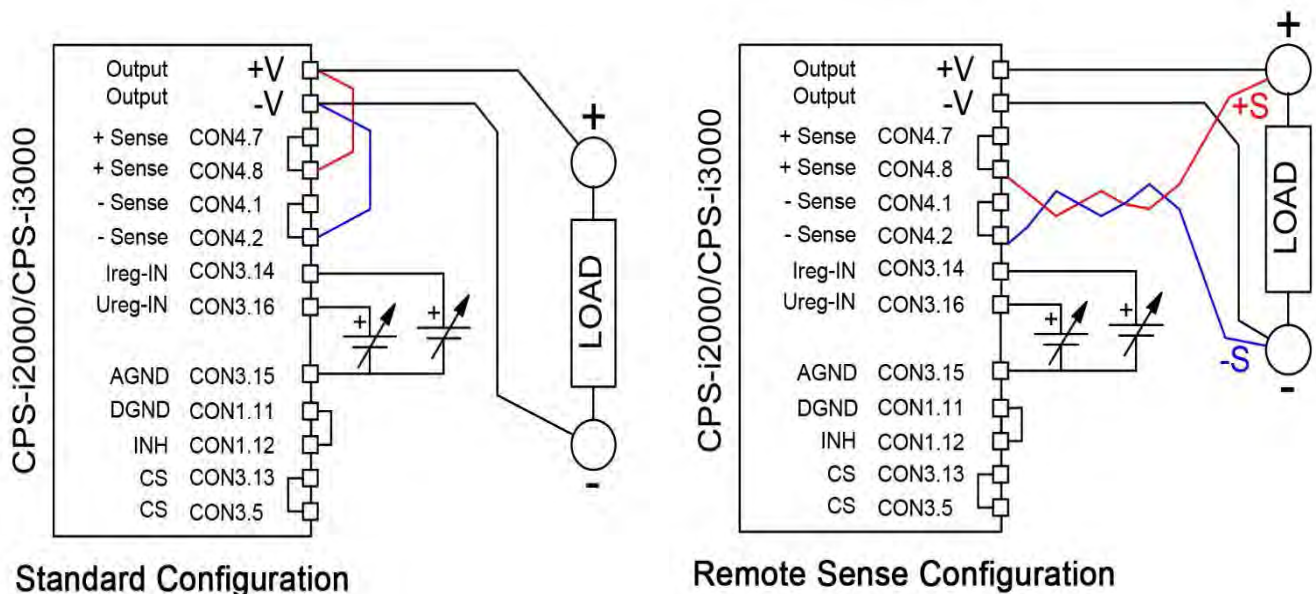 CPS-i2000/CPS-i3000
Output +V
Output -V
+ Sense CON4.7
+ Sense CON4.8
- Sense CON4.1
- Sense CON4.2
Ireg-IN CON3.14
Ureg-IN CON3.16
AGND CON3.15
DGND CON1.11
INH CON1.12
CS CON3.13
CS CON3.5
+
+
+
LOAD
-
Standard Configuration
CPS-i2000/CPS-i3000
Output +V
Output -V
+ Sense CON4.7
+ Sense CON4.8
- Sense CON4.1
- Sense CON4.2
Ireg-IN CON3.14
Ureg-IN CON3.16
AGND CON3.15
DGND CON1.11
INH CON1.12
CS CON3.13
CS CON3.5
+
+S
LOAD
+
+
-S
-
Remote Sense Configuration